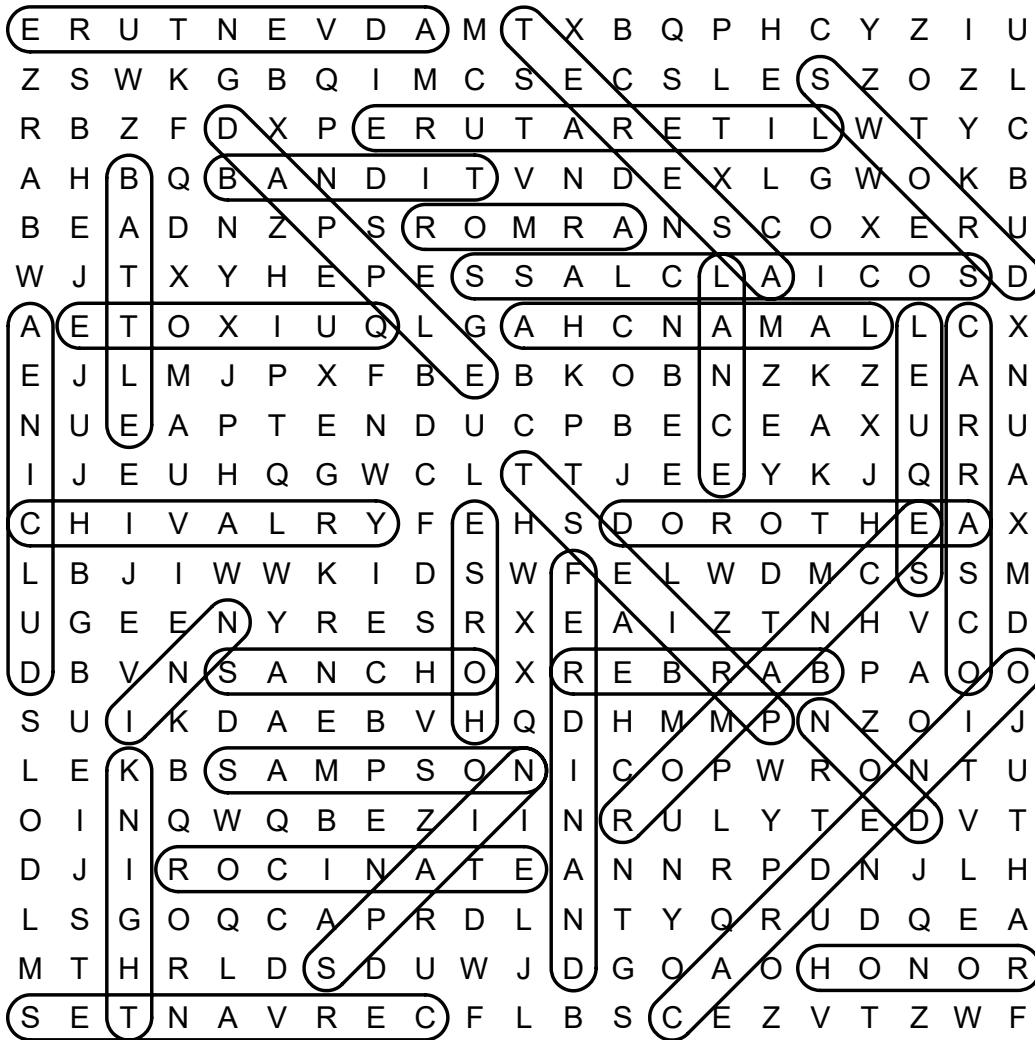 E R U T N E V D A M T X B Q P H C Y Z I U
Z S W K G B Q I M C S E C S L E S Z O Z L
R B Z F D X P E R U T A R E T I L W T Y C
A H B Q B A N D I T V N D E X L G W O K B
B E A D N Z P S R O M R A N S C O X E R U
W J T X Y H E P E S S A L C L A I C O S D
A E T O X I U Q L G A H C N A M A L L C X
E J L M J P X F B E B K O B N Z K Z E A N
N U E A P T E N D U C P B E C E A X U R U
I J E U H Q G W C L T T J E E Y K J Q R A
C H I V A L R Y F E H S D O R O T H E A X
L B J I W W K I D S W F E L W D M C S S M
U G E E N Y R E S R X E A I Z T N H V C D
D B V N S A N C H O X R E B R A B P A O O
S U I K D A E B V H Q D H M M P N Z O I J
L E K B S A M P S O N I C O P W R O N T U
O I N Q W Q B E Z I I N R U L Y T E D V T
D J I R O C I N A T E A N N R P D N J L H
L S G O Q C A P R D L N T Y Q R U D Q E A
M T H R L D S D U W J D G O A O H O N O R
S E T N A V R E C F L B S C E Z V T Z W F